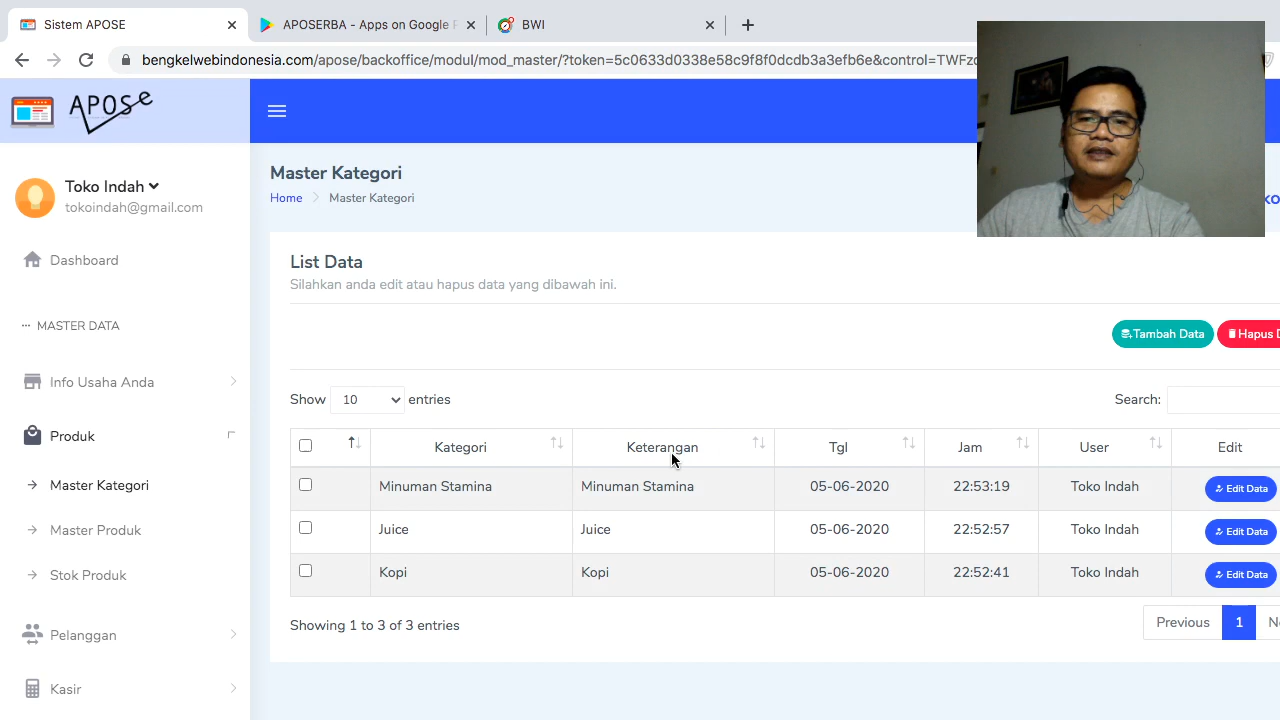 Sistem APOSE
APOSERBA - Apps on Google P
BWI
bengkelwebindonesia.com/apose/backoffice/modul/mod_master/?token=5c0633d0338e58c9f8f0dcdb3a3efb6e&control=TWFzc
APOSe
Toko Indah
tokoindah@gmail.com
Dashboard
MASTER DATA
Info Usaha Anda
Produk
Master Kategori
Master Produk
Stok Produk
Pelanggan
Kasir
Master Kategori
Home Master Kategori
List Data
Silahkan anda edit atau hapus data yang dibawah ini.
Tambah Data Hapus D
Show 10 entries Search:
Kategori Keterangan Tgl Jam User Edit
Minuman Stamina Minuman Stamina 05-06-2020 22:53:19 Toko Indah Edit Data
Juice Juice 05-06-2020 22:52:57 Toko Indah Edit Data
Kopi Kopi 05-06-2020 22:52:41 Toko Indah Edit Data
Showing 1 to 3 of 3 entries
Previous 1 Ne